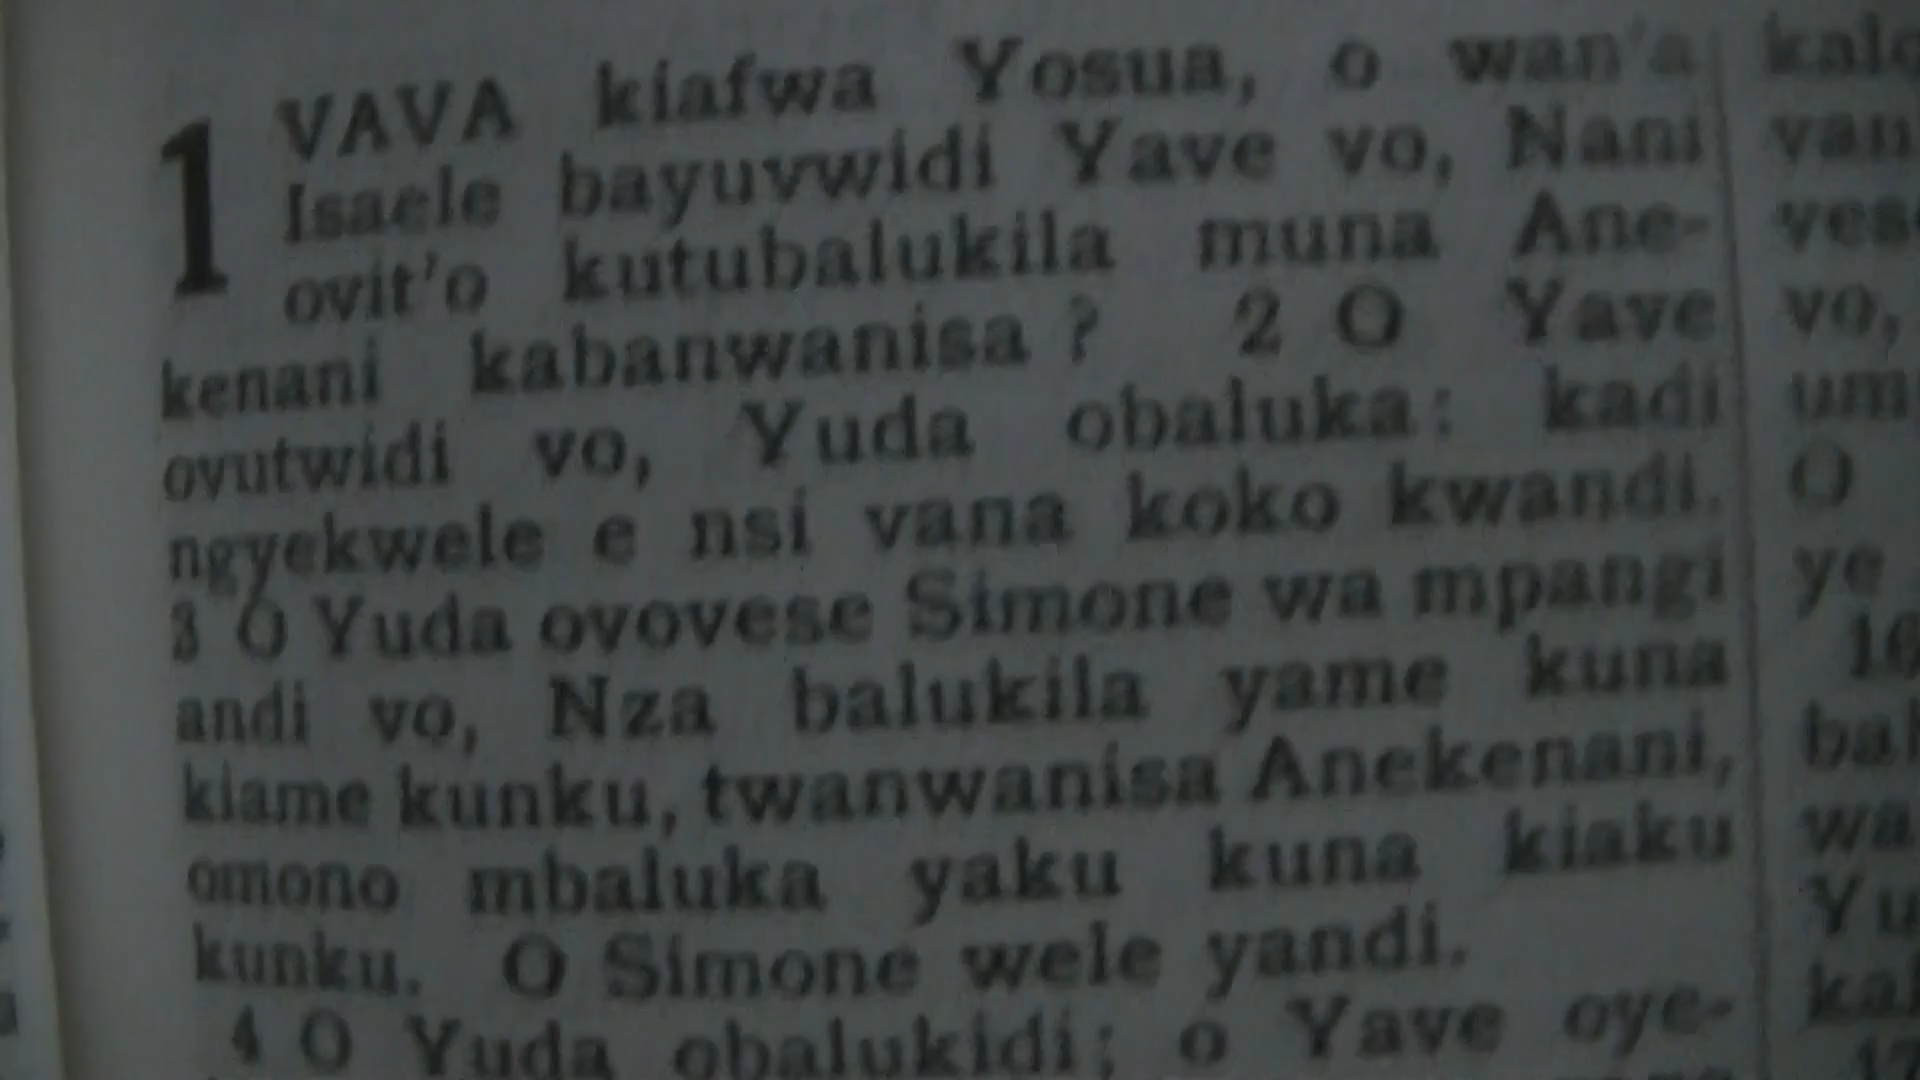 1 VAVA kiafwa Yosua, o wan'a
Isaele bayuvwidi Yave vo, Nani
ovit'o kutubalukila muna Ane-
kenani kabanwanisa ? 2 O Yave
ovutwidi vo, Yuda obaluka: kadi
ngyekwele e nsi vana koko kwandi.
3 O Yuda ovovese Simone wa mpangi
andi vo, Nza balukila yame kuna
kiame kunku, twanwanisa Anekenani,
omono mbaluka yaku kuna kiaku
kunku. O Simone wele yandi.
4 O Yuda obalukidi; o Yave oye-
vo,
O
ye